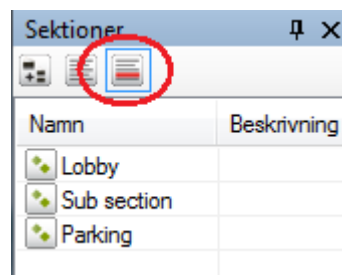 Sektioner
Namn Beskrivning
Lobby
Sub section
Parking